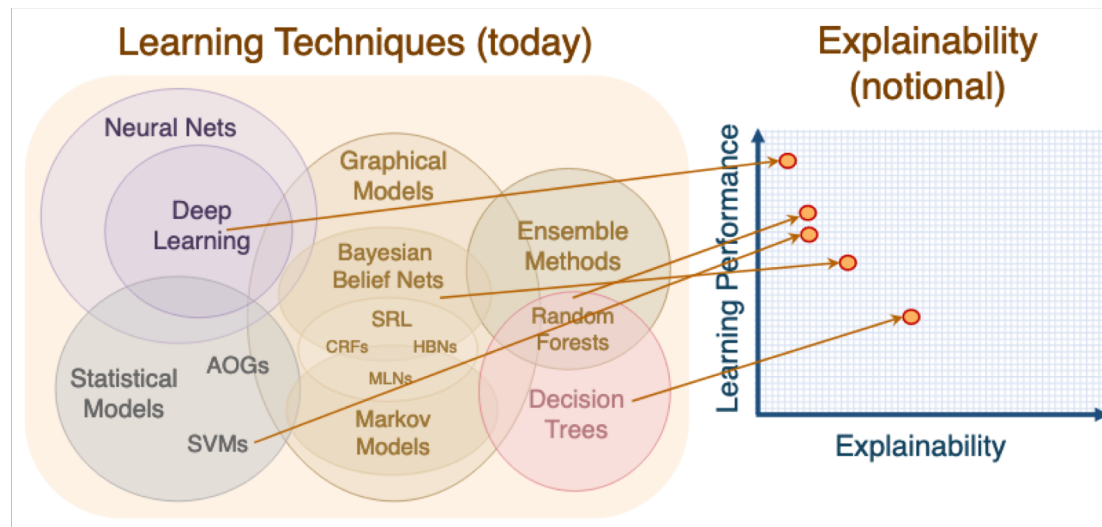 Learning Techniques (today)
Neural Nets
Deep
Learning
Graphical
Models
Bayesian
Belief Nets
SRL
CRFs HBNs
MLNs
Markov
Models
Ensemble
Methods
Random
Forests
Decision
Trees
Statistical
Models
AOGs
SVMs
Explainability
(notional)
Learning Performance
Explainability